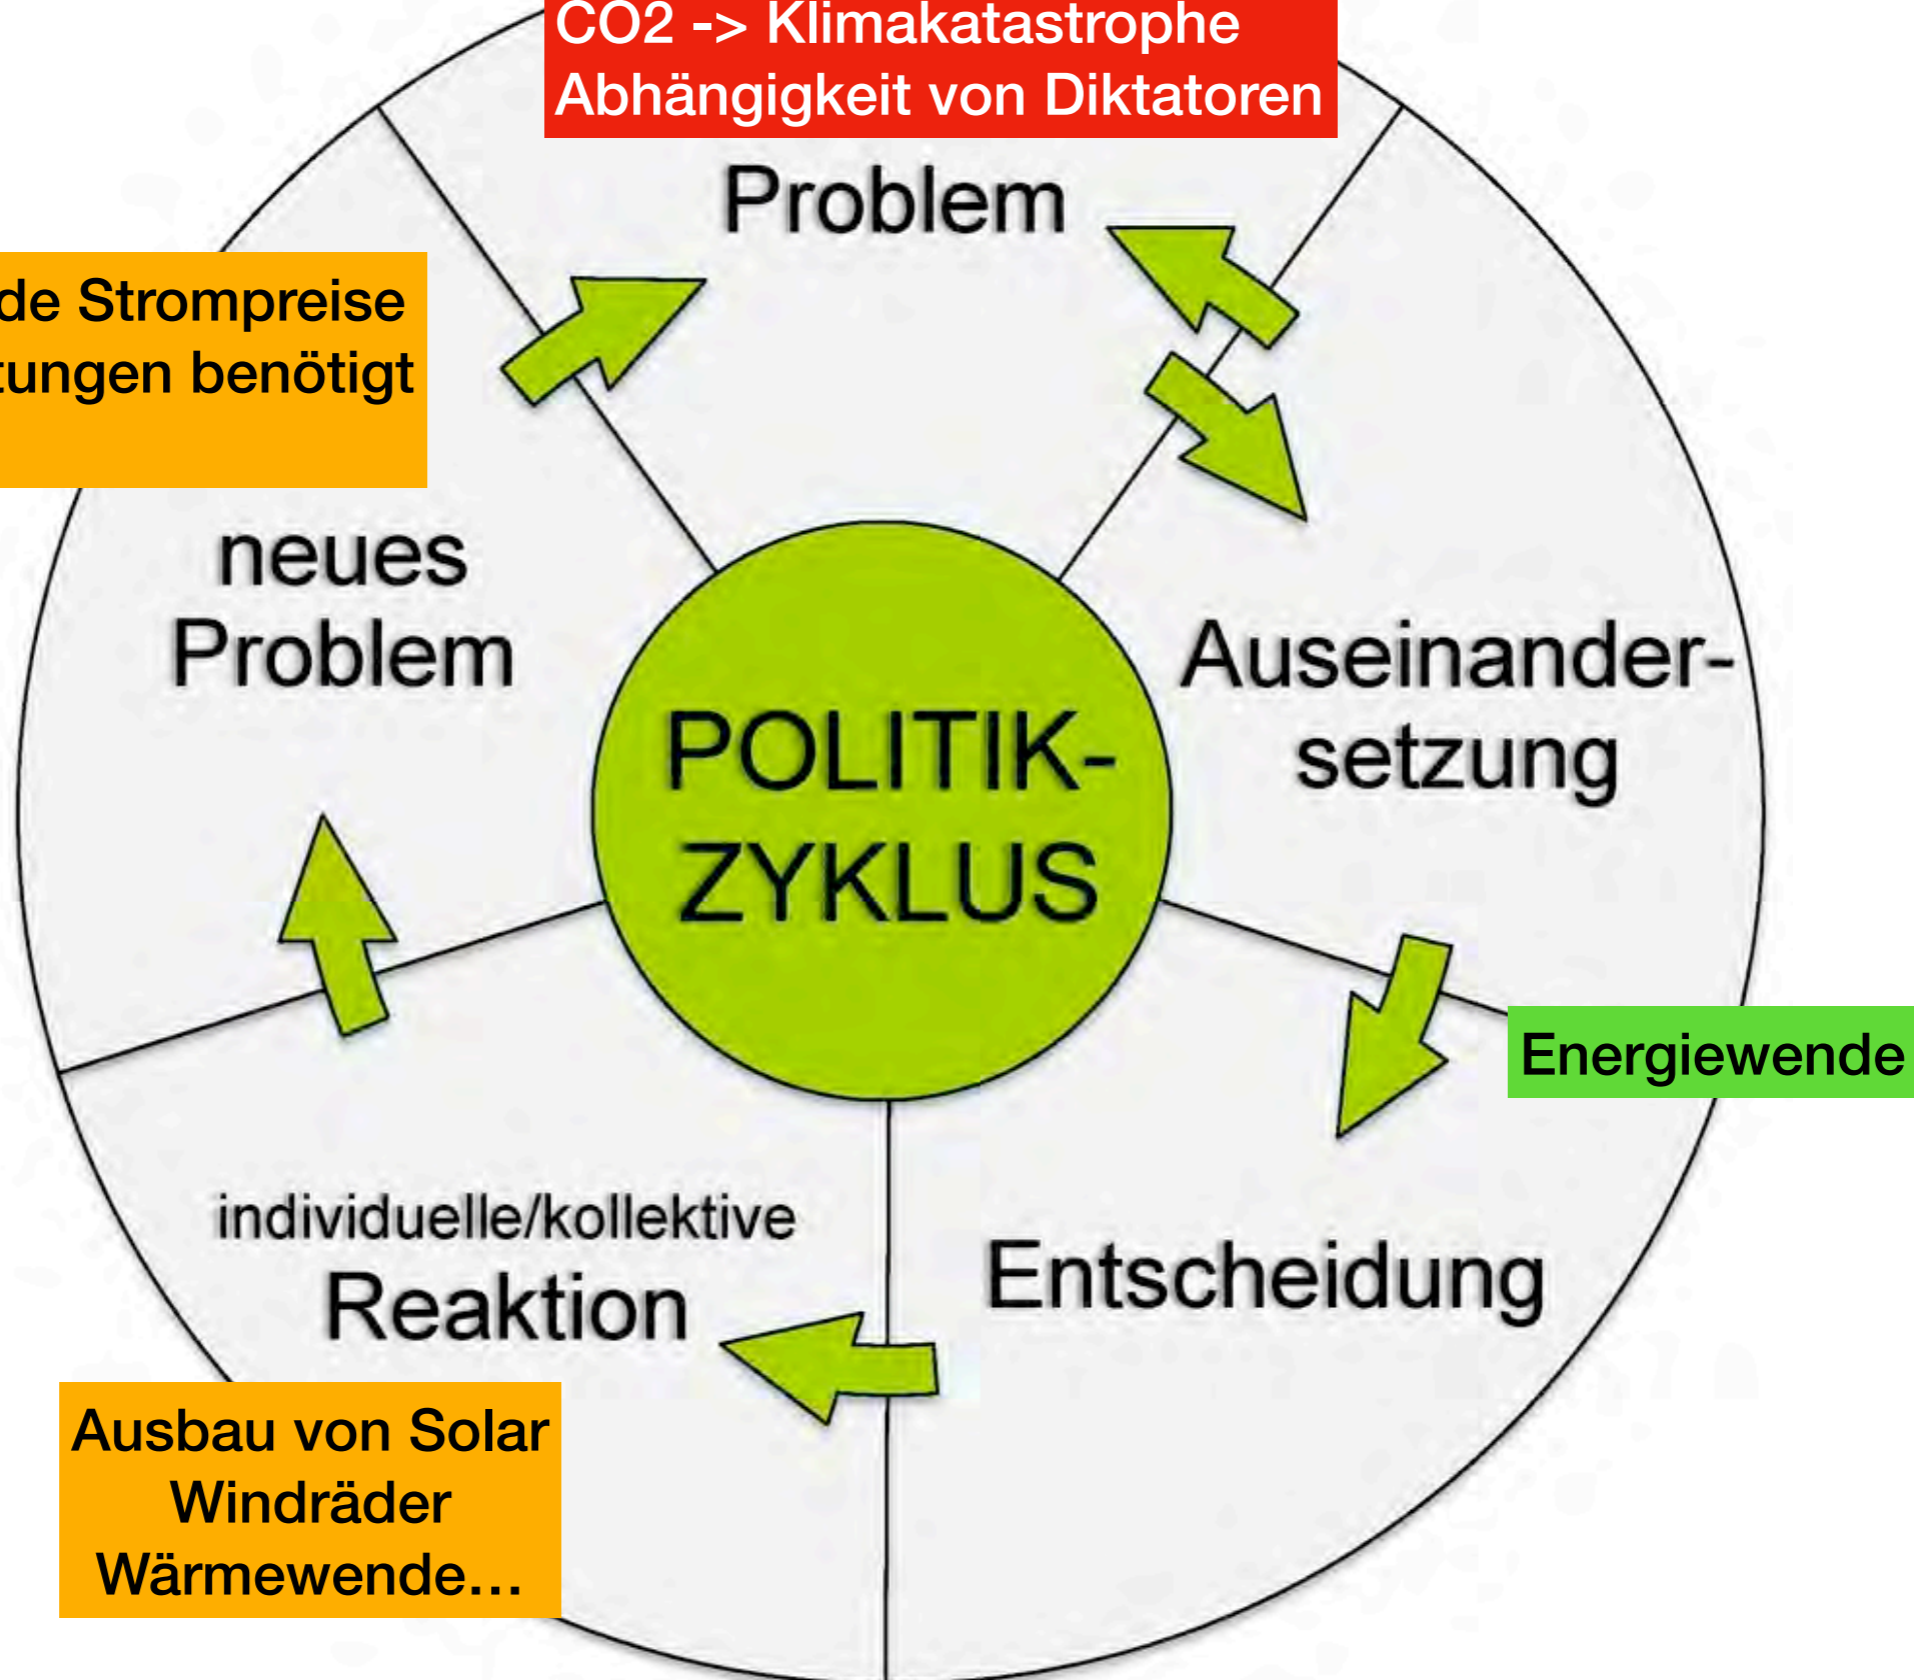 CO2 -> Klimakatastrophe
Abhängigkeit von Diktatoren
Problem
de Strompreise
tungen benötigt
neues
Problem
Auseinander-
setzung
POLITIK-
ZYKLUS
Energiewende
individuelle/kollektive
Reaktion
Entscheidung
Ausbau von Solar
Windräder
Wärmewende...